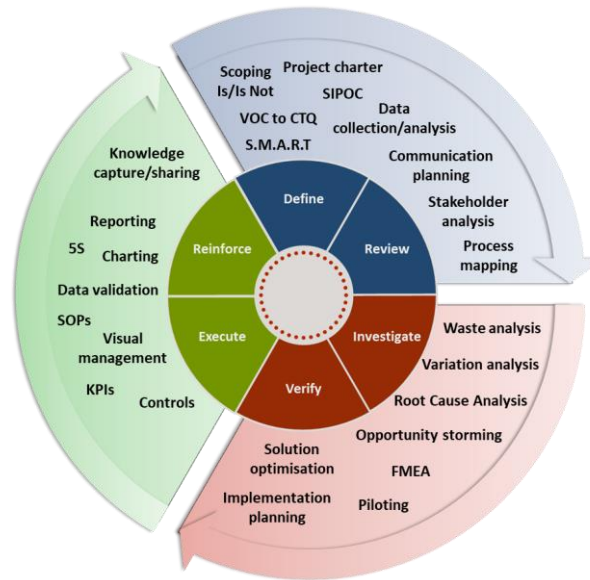 Scoping
Is/Is Not
Project charter
SIPOC
VOC to CTQ
Data
collection/analysis
S.M.A.R.T
Communication
planning
Stakeholder
analysis
Process
mapping
Define
Review
Investigate
Verify
Execute
Reinforce
Waste analysis
Variation analysis
Root Cause Analysis
Opportunity storming
FMEA
Piloting
Solution
optimisation
Implementation
planning
Knowledge
capture/sharing
Reporting
5S
Charting
Data validation
SOPs
Visual
management
KPIs
Controls